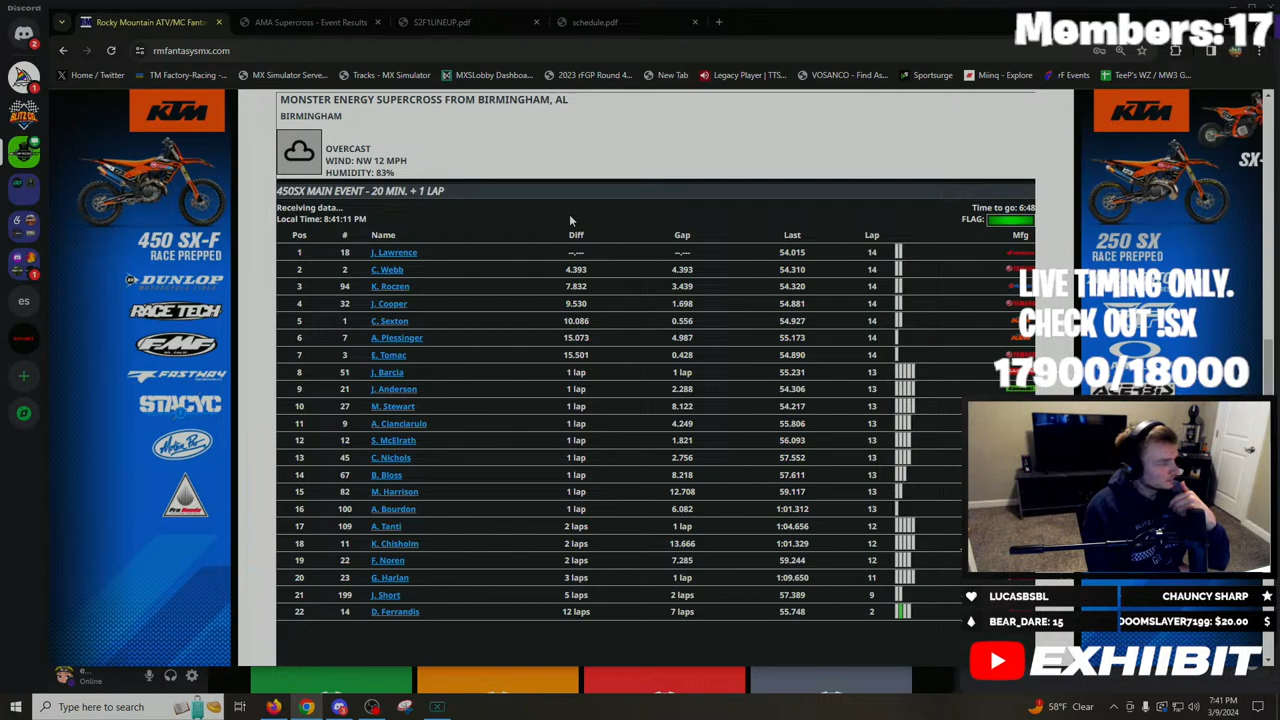 Discord
Rocky Mountain ATV/MC Fanta
AMA Supercross - Event Results
S2F1LINEUP.pdf
schedule.pdf
Members:17
rmfantasysmx.com
Home / Twitter
TM Factory-Racing -...
MX Simulator Serve...
Tracks - MX Simulator
MXSLobby Dashboa...
2023 rFGP Round 4...
New Tab
Legacy Player | TTS...
VOSANCO - Find As...
Sportsurge
Miinq - Explore
rF Events
TeeP's WZ / MW3 G...
KTM
450 SX-F
RACE PREPPED
DUNLOP
MOTORCYCLE TIRES
RACE TECH
FMF
FASTWAY
STACYC
Motion Pro
Pro Honda
es
MONSTER ENERGY SUPERCROSS FROM BIRMINGHAM, AL
BIRMINGHAM
OVERCAST
WIND: NW 12 MPH
HUMIDITY: 83%
450SX MAIN EVENT - 20 MIN. + 1 LAP
Receiving data...
Time to go: 6:48
Local Time: 8:41:11 PM
FLAG:
Pos # Name Diff Gap Last Lap Mfg
1 18 J. Lawrence --.--- --.--- 54.015 14
2 2 C. Webb 4.393 4.393 54.310 14
3 94 K. Roczen 7.832 3.439 54.320 14
4 32 J. Cooper 9.530 1.698 54.881 14
5 1 C. Sexton 10.086 0.556 54.927 14
6 7 A. Plessinger 15.073 4.987 55.173 14
7 3 E. Tomac 15.501 0.428 54.890 14
8 51 J. Barcia 1 lap 1 lap 55.231 13
9 21 J. Anderson 1 lap 2.288 54.306 13
10 27 M. Stewart 1 lap 8.122 54.217 13
11 9 A. Cianciarulo 1 lap 4.249 55.806 13
12 12 S. McElrath 1 lap 1.821 56.093 13
13 45 C. Nichols 1 lap 2.756 57.552 13
14 67 B. Bloss 1 lap 8.218 57.611 13
15 82 M. Harrison 1 lap 12.708 59.117 13
16 100 A. Bourdon 1 lap 6.082 1:01.312 13
17 109 A. Tanti 2 laps 1 lap 1:04.656 12
18 11 K. Chisholm 2 laps 13.666 1:01.329 12
19 22 F. Noren 2 laps 7.285 59.244 12
20 23 G. Harlan 3 laps 1 lap 1:09.650 11
21 199 J. Short 5 laps 2 laps 57.389 9
22 14 D. Ferrandis 12 laps 7 laps 55.748 2
KTM
SX-
250 SX
RACE PREPPED
LIVE TIMING ONLY.
CHECK OUT !SX
17900/18000
ACERBIS
BLITZ
LUCASBSBL
CHAUNCY SHARP
BEAR_DARE: 15
DOOMSLAYER7199: $20.00
$
EXHIIBIT
e...
Online
Type here to search
58°F Clear
7:41 PM
3/9/2024